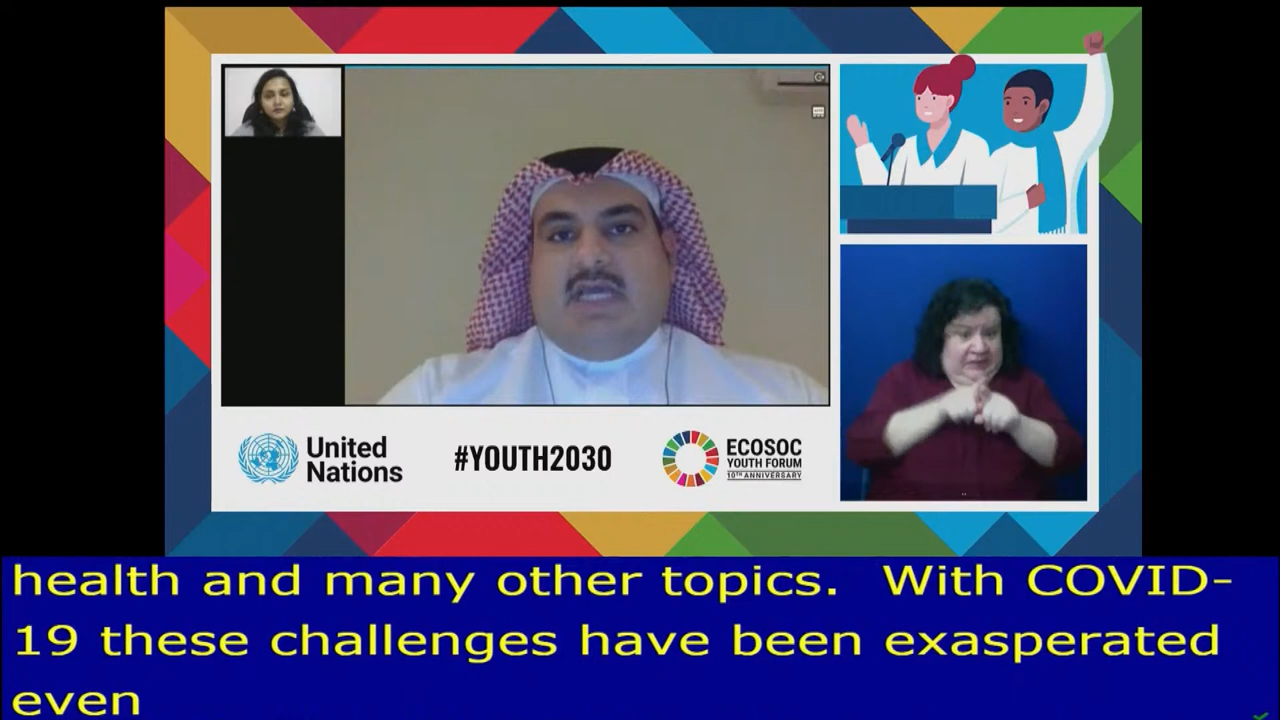 United
Nations
#YOUTH2030
ECOSOC
YOUTH FORUM
10TH ANNIVERSARY
health and many other topics.  With COVID-
19 these challenges have been exasperated
even